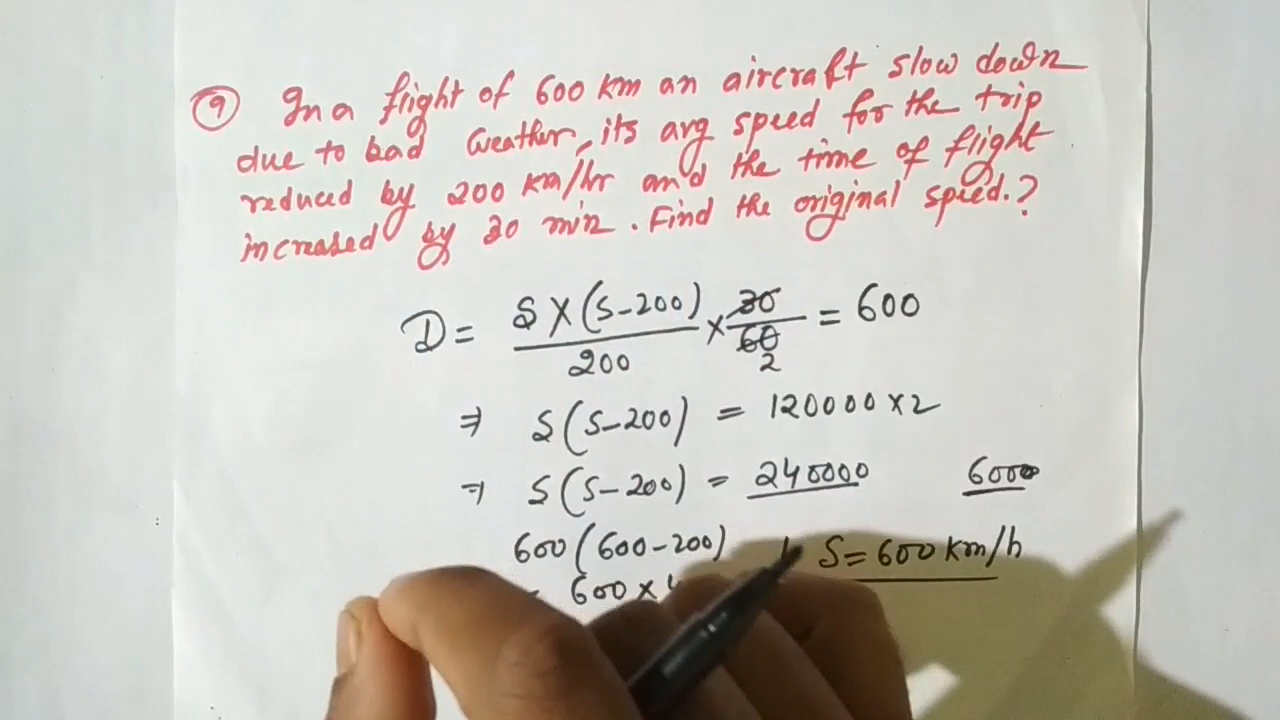 9 In a flight of 600 km an aircraft slow down
due to bad weather, its avg speed for the trip
reduced by 200 km/hr and the time of flight
increased by 30 min. Find the original speed.?
D = S×(S-200)/200 × 30/60 2 = 600
⇒ S(S-200) = 120000×2
⇒ S(S-200) = 240000 6000
600(600-200) S=600 km/h
= 600×4